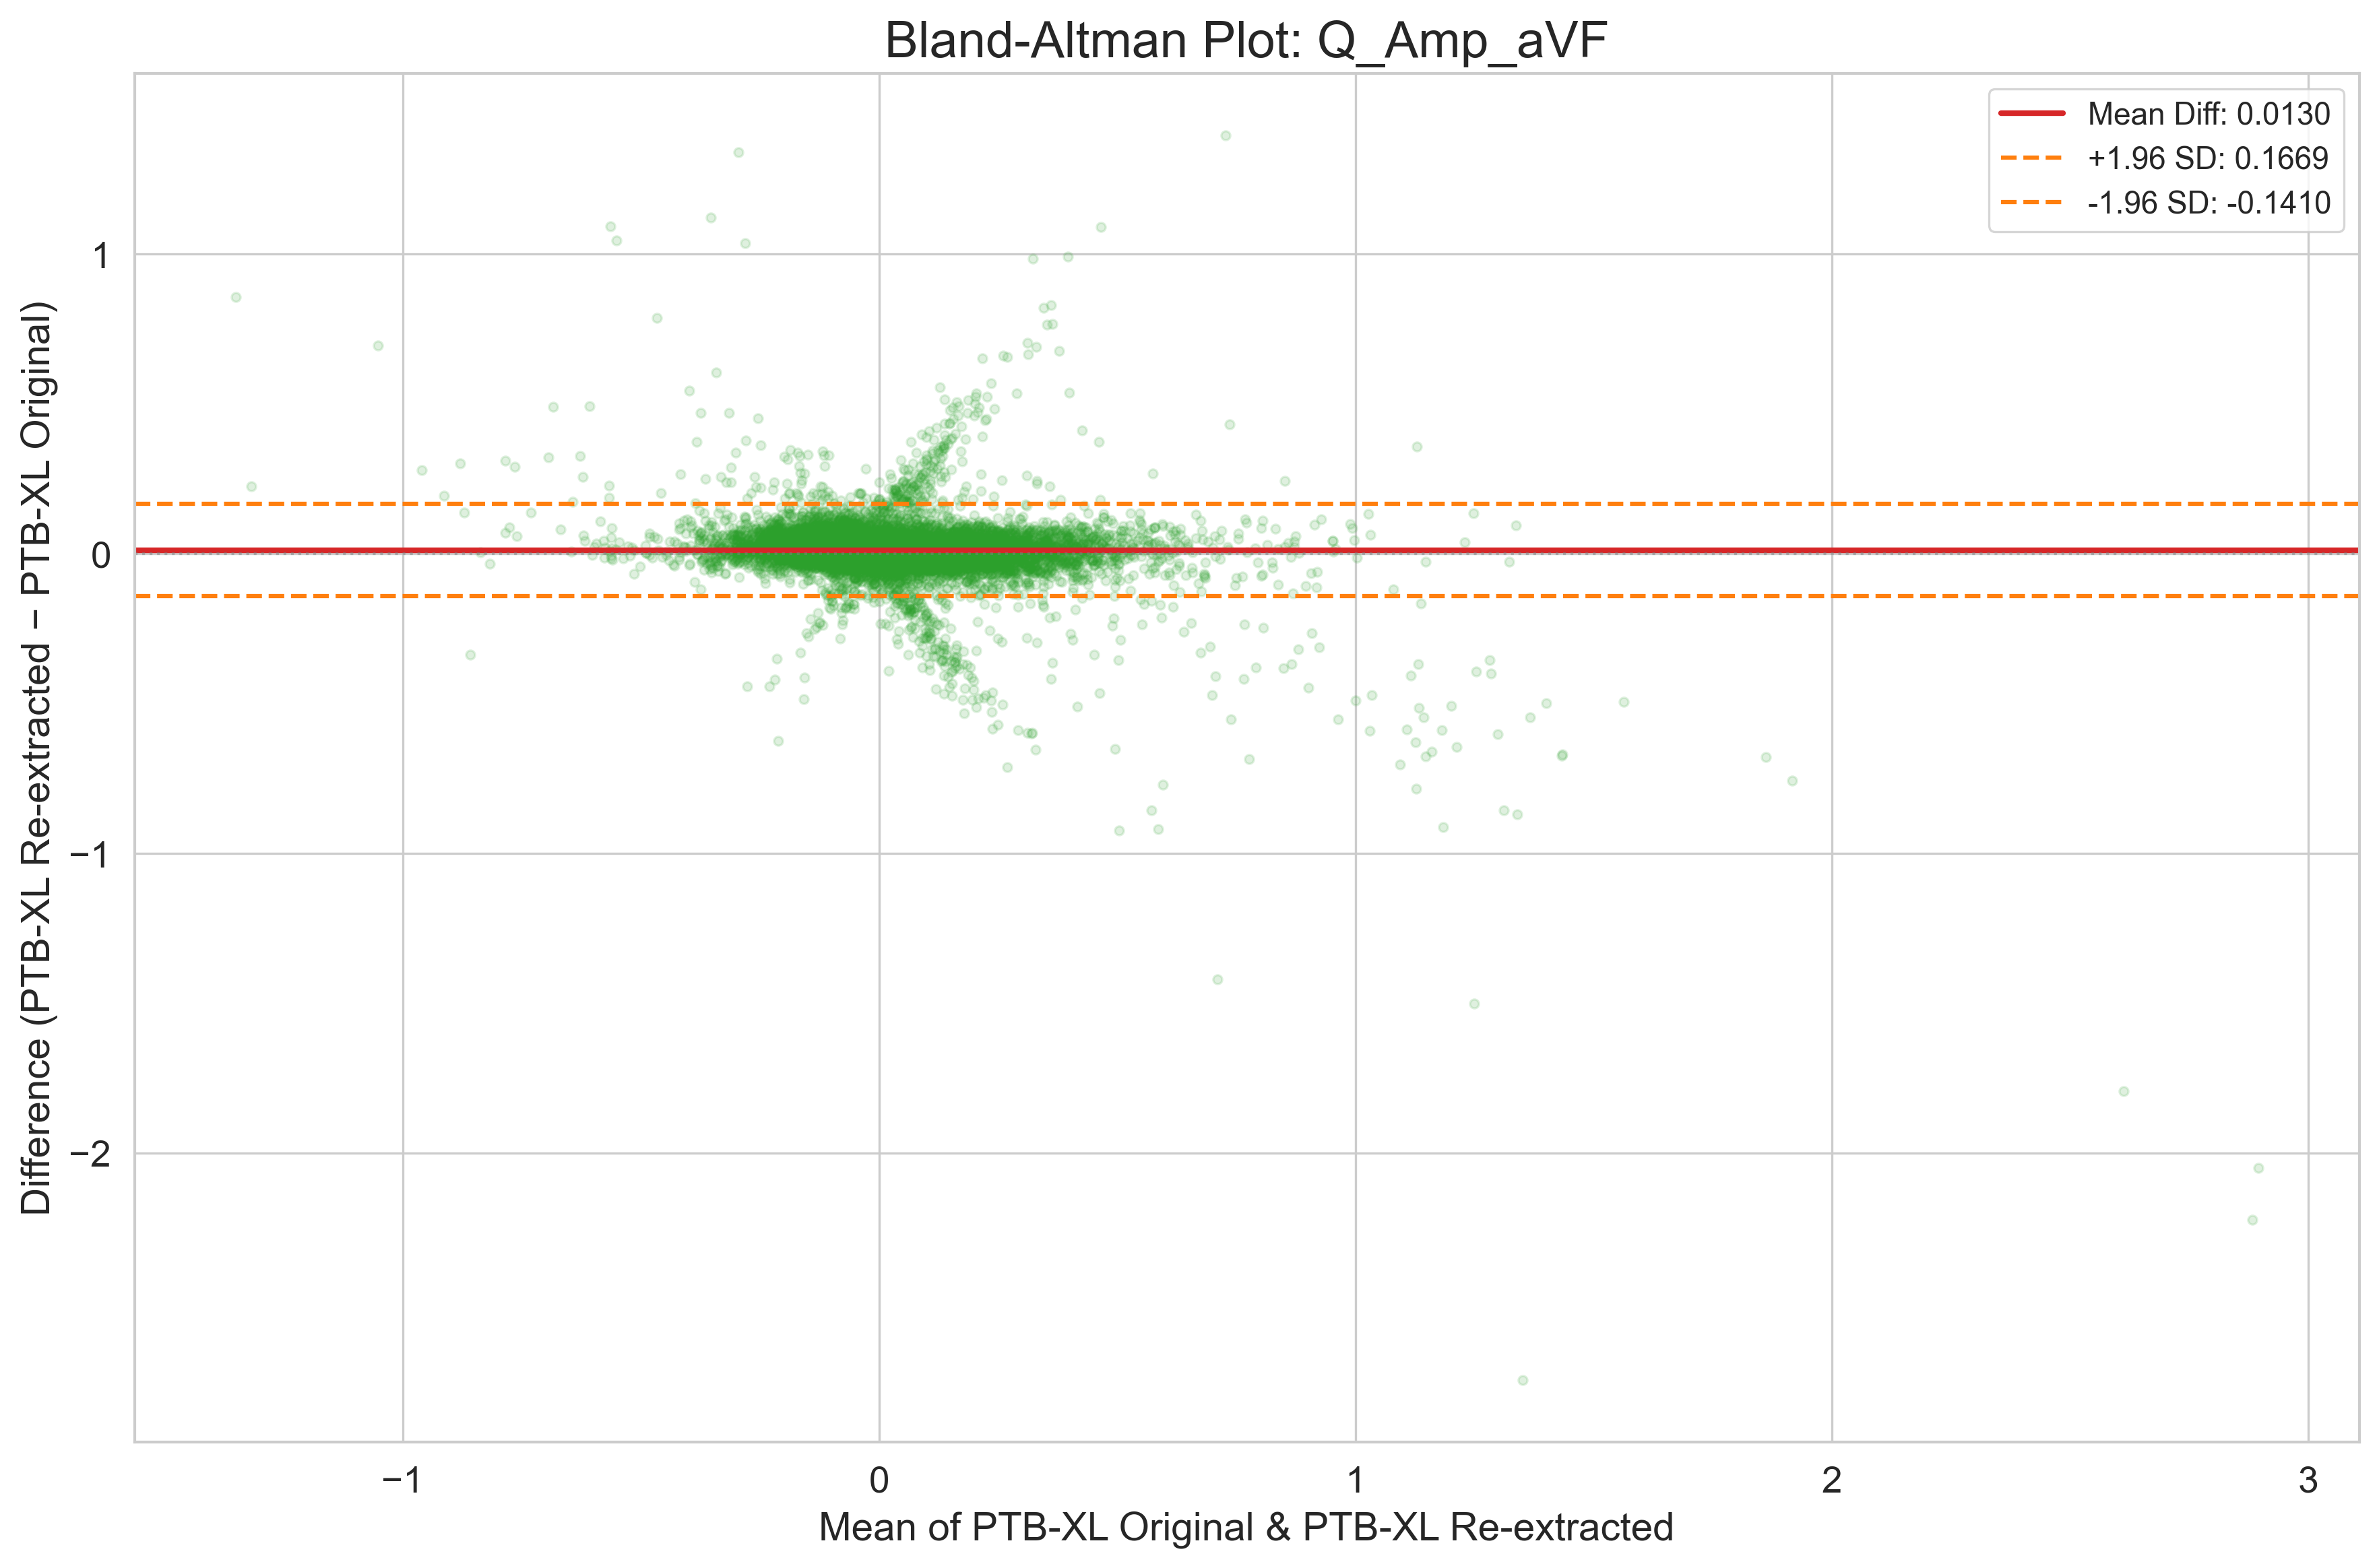 Bland-Altman Plot: Q_Amp_aVF
Mean Diff: 0.0130
+1.96 SD: 0.1669
-1.96 SD: -0.1410
Difference (PTB-XL Re-extracted − PTB-XL Original)
1
0
−1
−2
−1
0
1
2
3
Mean of PTB-XL Original & PTB-XL Re-extracted